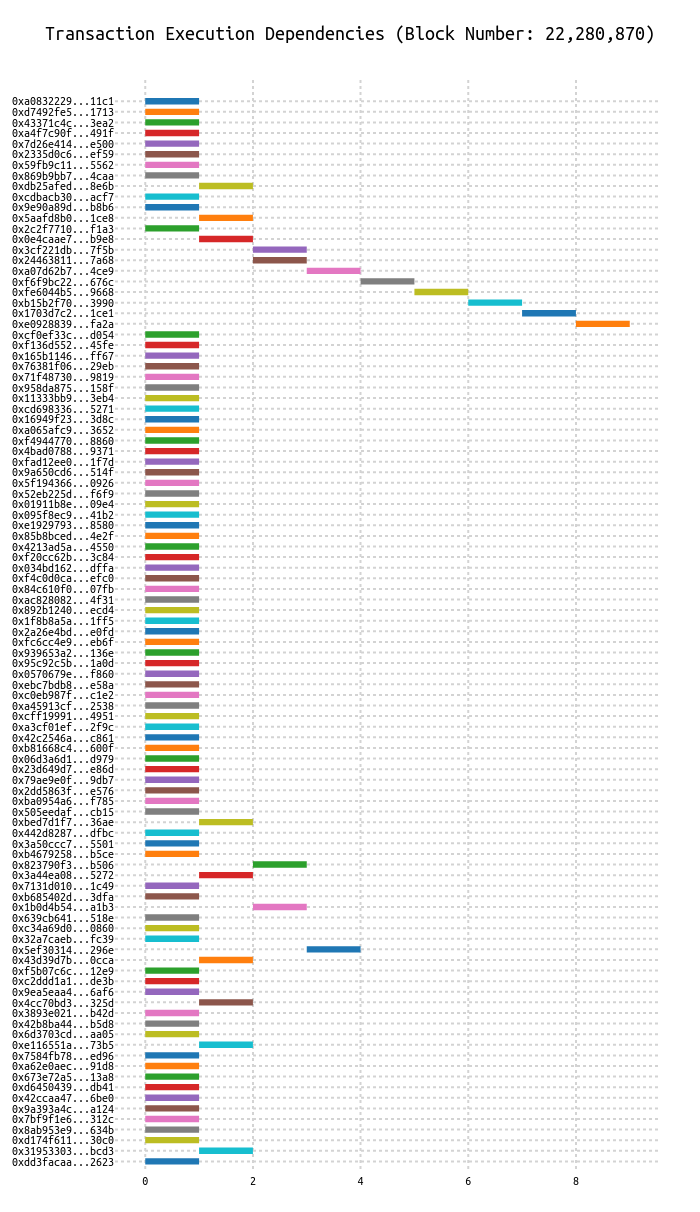 Transaction Execution Dependencies (Block Number: 22,280,870)
0xa0832229...11c1
0xd7492fe5...1713
0x43371c4c...3ea2
0xa4f7c90f...491f
0x7d26e414...e500
0x2335d0c6...ef59
0x59fb9c11...5562
0x869b9bb7...4caa
0xdb25afed...8e6b
0xcdbacb30...acf7
0x9e90a89d...b8b6
0x5aafd8b0...1ce8
0x2c2f7710...f1a3
0x0e4caae7...b9e8
0x3cf221db...7f5b
0x24463811...7a68
0xa07d62b7...4ce9
0xf6f9bc22...676c
0xfe6044b5...9668
0xb15b2f70...3990
0x1703d7c2...1ce1
0xe0928839...fa2a
0xcf0ef33c...d054
0xf136d552...45fe
0x165b1146...ff67
0x76381f06...29eb
0x71f48730...9819
0x958da875...158f
0x11333bb9...3eb4
0xcd698336...5271
0x16949f23...3d8c
0xa065afc9...3652
0xf4944770...8860
0x4bad0788...9371
0xfad12ee0...1f7d
0x9a650cd6...514f
0x5f194366...0926
0x52eb225d...f6f9
0x01911b8e...09e4
0x095f8ec9...41b2
0xe1929793...8580
0x85b8bced...4e2f
0x4213ad5a...4550
0xf20cc62b...3c84
0x034bd162...dffa
0xf4c0d0ca...efc0
0x84c610f0...07fb
0xac828082...4f31
0x892b1240...ecd4
0x1f8b8a5a...1ff5
0x2a26e4bd...e0fd
0xfc6cc4e9...eb6f
0x939653a2...136e
0x95c92c5b...1a0d
0x0570679e...f860
0xebc7bdb8...e58a
0xc0eb987f...c1e2
0xa45913cf...2538
0xcff19991...4951
0xa3cf01ef...2f9c
0x42c2546a...c861
0xb81668c4...600f
0x06d3a6d1...d979
0x23d649d7...e86d
0x79ae9e0f...9db7
0x2dd5863f...e576
0xba0954a6...f785
0x505eedaf...cb15
0xbed7d1f7...36ae
0x442d8287...dfbc
0x3a50ccc7...5501
0xb4679258...b5ce
0x823790f3...b506
0x3a44ea08...5272
0x7131d010...1c49
0xb685402d...3dfa
0x1b0d4b54...a1b3
0x639cb641...518e
0xc34a69d0...0860
0x32a7caeb...fc39
0x5ef30314...296e
0x43d39d7b...0cca
0xf5b07c6c...12e9
0xc2ddd1a1...de3b
0x9ea5eaa4...6af6
0x4cc70bd3...325d
0x3893e021...b42d
0x42b8ba44...b5d8
0x6d3703cd...aa05
0xe116551a...73b5
0x7584fb78...ed96
0xa62e0aec...91d8
0x673e72a5...13a8
0xd6450439...db41
0x42ccaa47...6be0
0x9a393a4c...a124
0x7bf9f1e6...312c
0x8ab953e9...634b
0xd174f611...30c0
0x31953303...bcd3
0xdd3facaa...2623
0 2 4 6 8